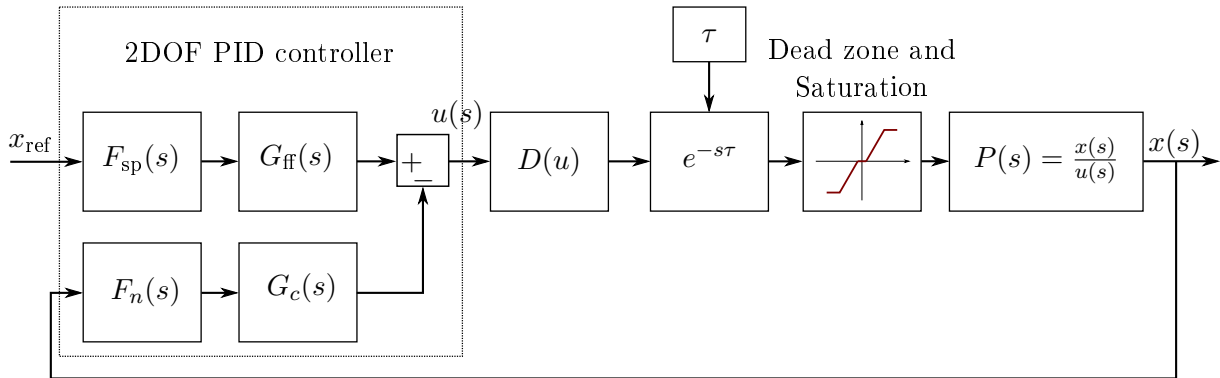 2DOF PID controller
τ
Dead zone and
Saturation
x_ref
F_sp(s)
G_ff(s)
+
−
u(s)
D(u)
e^{−sτ}
P(s) = x(s)/u(s)
x(s)
F_n(s)
G_c(s)